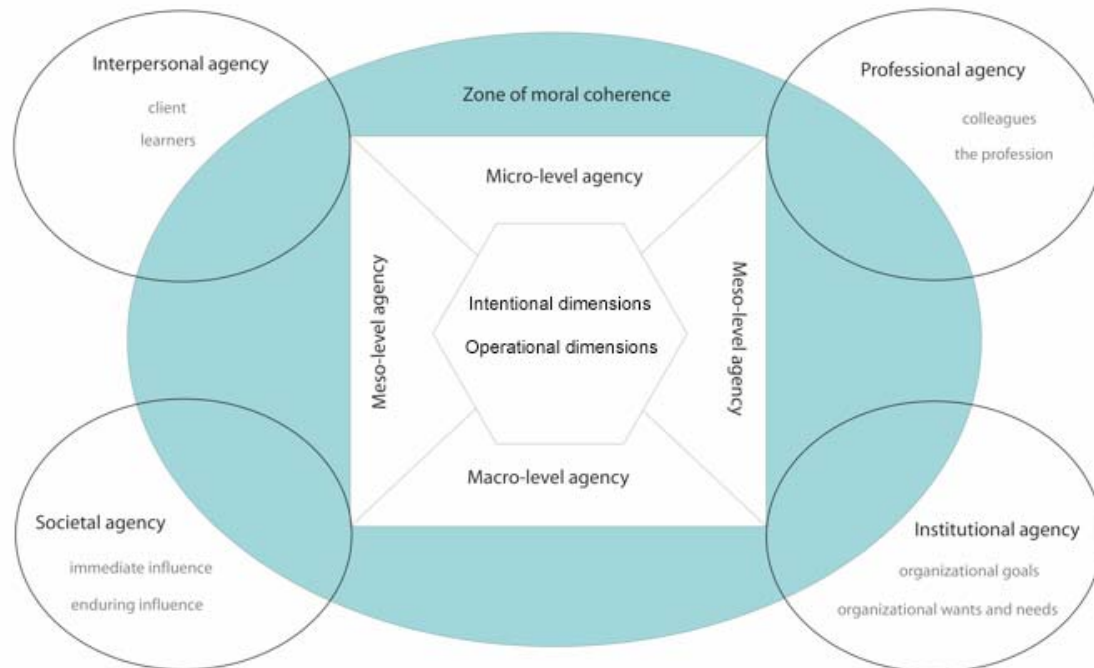 Interpersonal agency
client
learners
Zone of moral coherence
Professional agency
colleagues
the profession
Micro-level agency
Meso-level agency
Intentional dimensions
Operational dimensions
Meso-level agency
Macro-level agency
Societal agency
immediate influence
enduring influence
Institutional agency
organizational goals
organizational wants and needs